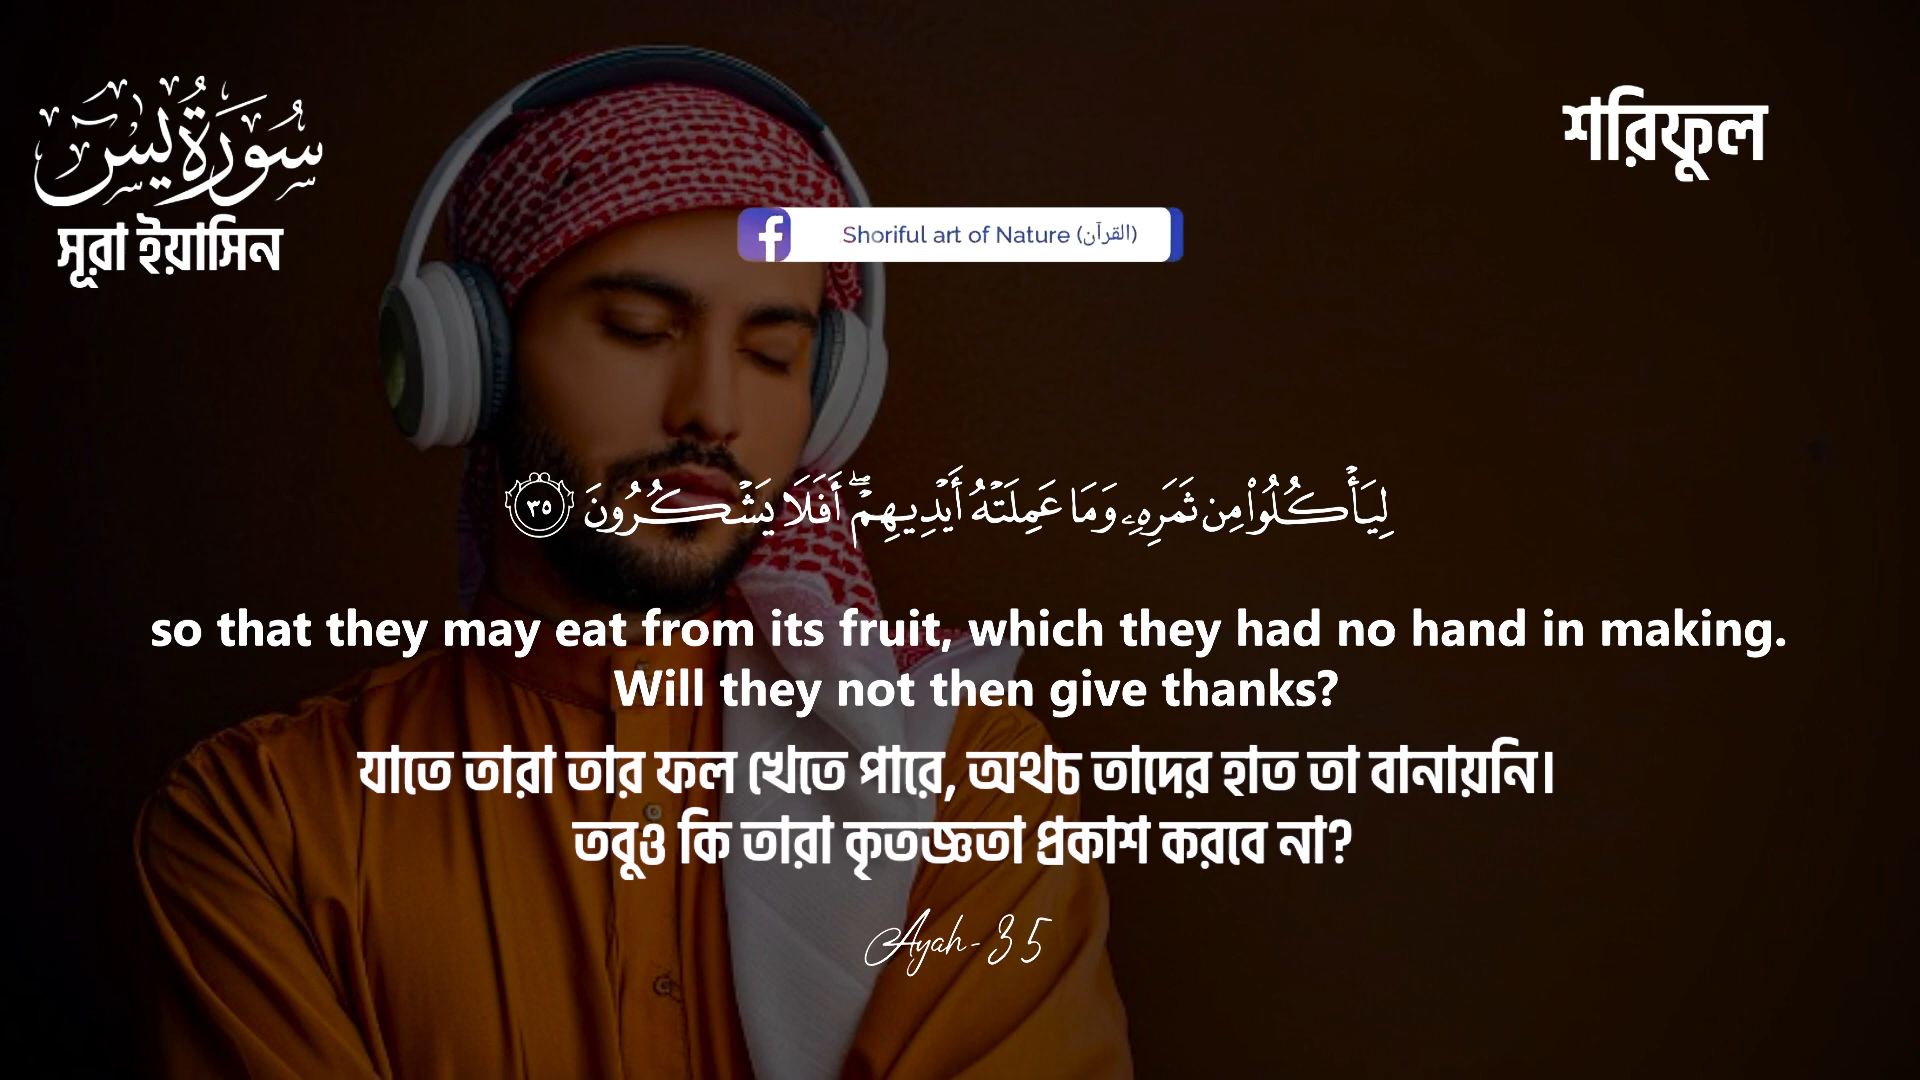 سُورَةُ يسٓ
সূরা ইয়াসিন
শরিফুল
Shoriful art of Nature (القرآن)
لِيَأْكُلُوا۟ مِن ثَمَرِهِۦ وَمَا عَمِلَتْهُ أَيْدِيهِمْ ۖ أَفَلَا يَشْكُرُونَ ٣٥
so that they may eat from its fruit, which they had no hand in making.
Will they not then give thanks?
যাতে তারা তার ফল খেতে পারে, অথচ তাদের হাত তা বানায়নি।
তবুও কি তারা কৃতজ্ঞতা প্রকাশ করবে না?
Ayah-35